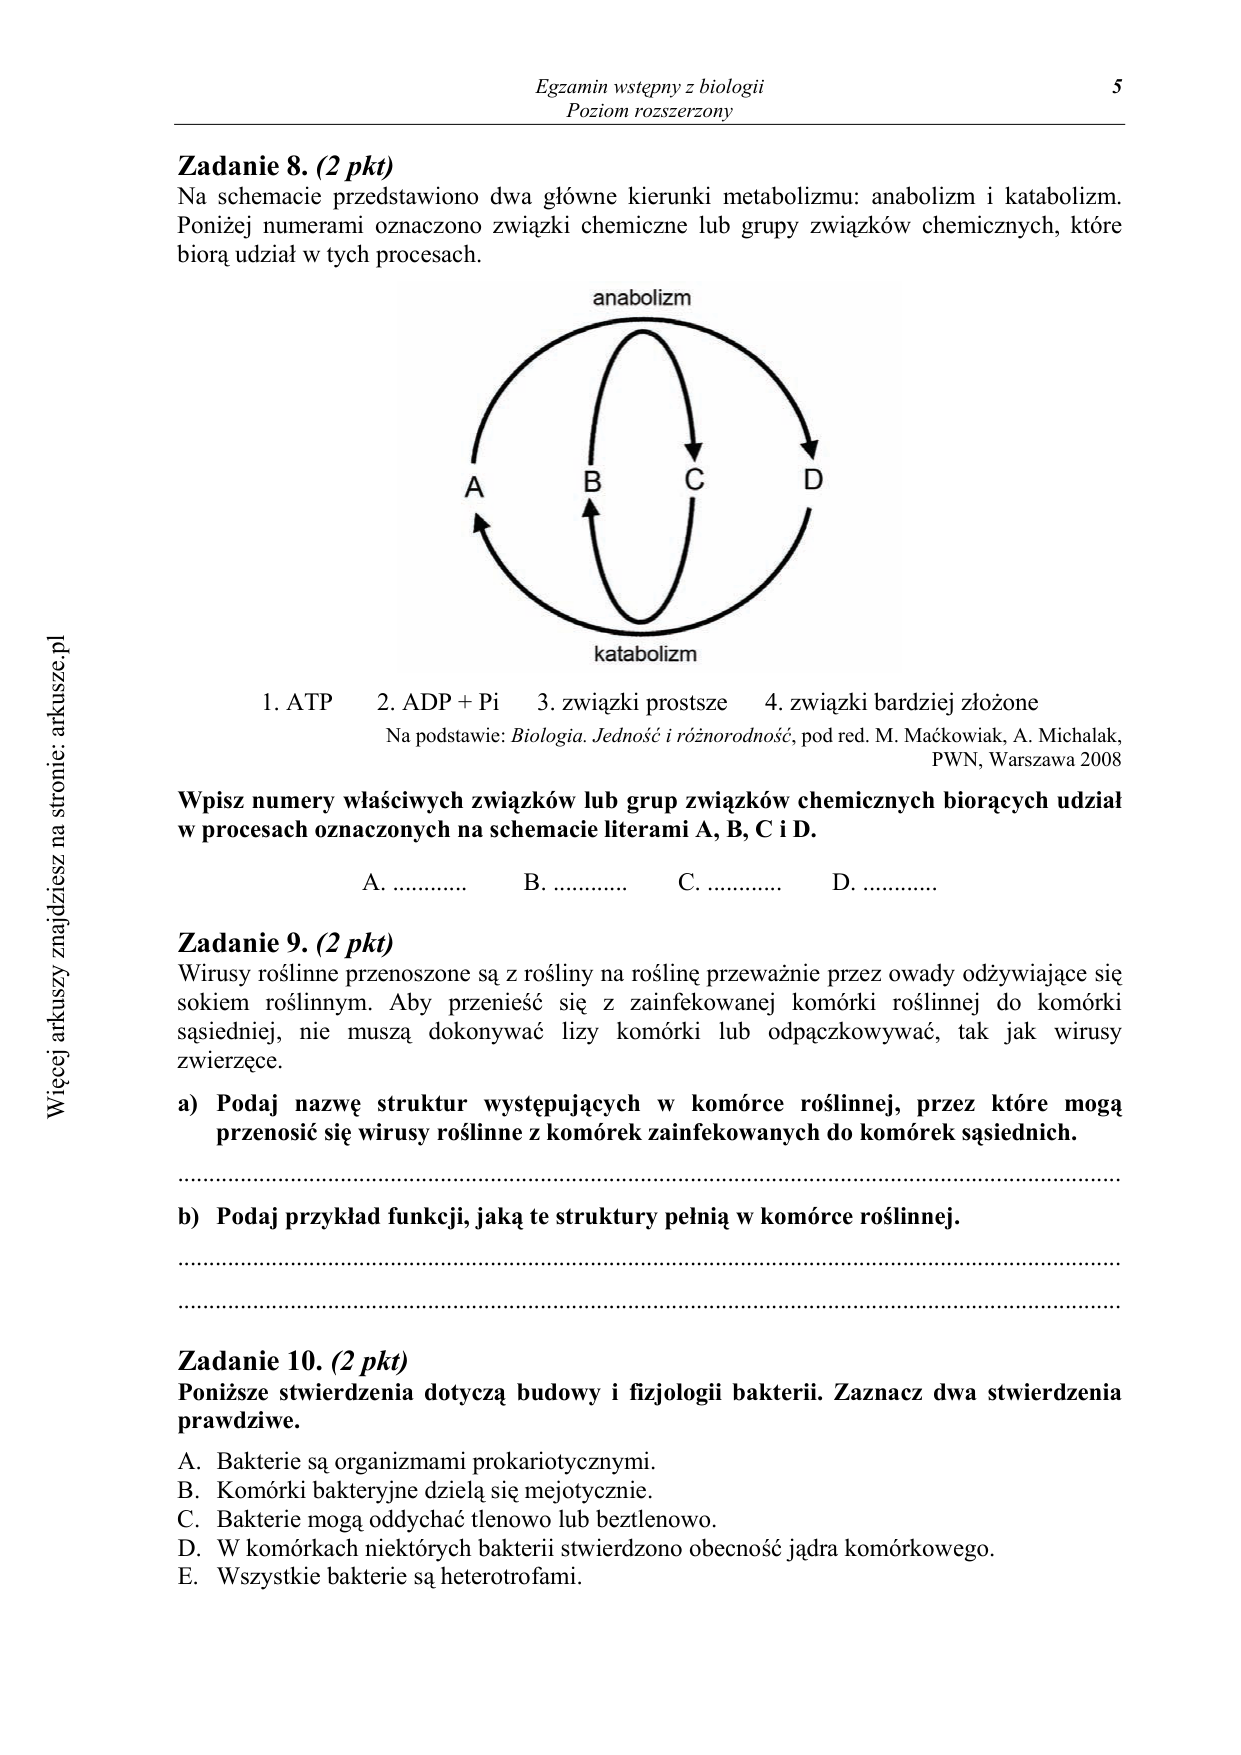 Egzamin wstępny z biologii
5
Poziom rozszerzony
Zadanie 8. (2 pkt)
Na schemacie przedstawiono dwa główne kierunki metabolizmu: anabolizm i katabolizm.
Poniżej numerami oznaczono związki chemiczne lub grupy związków chemicznych, które
biorą udział w tych procesach.
anabolizm
A
B
C
D
katabolizm
1. ATP 2. ADP + Pi 3. związki prostsze 4. związki bardziej złożone
Na podstawie: Biologia. Jedność i różnorodność, pod red. M. Maćkowiak, A. Michalak,
PWN, Warszawa 2008
Wpisz numery właściwych związków lub grup związków chemicznych biorących udział
w procesach oznaczonych na schemacie literami A, B, C i D.
A. ............ B. ............ C. ............ D. ............
Zadanie 9. (2 pkt)
Wirusy roślinne przenoszone są z rośliny na roślinę przeważnie przez owady odżywiające się
sokiem roślinnym. Aby przenieść się z zainfekowanej komórki roślinnej do komórki
sąsiedniej, nie muszą dokonywać lizy komórki lub odpączkowywać, tak jak wirusy
zwierzęce.
a) Podaj nazwę struktur występujących w komórce roślinnej, przez które mogą
przenosić się wirusy roślinne z komórek zainfekowanych do komórek sąsiednich.
b) Podaj przykład funkcji, jaką te struktury pełnią w komórce roślinnej.
Zadanie 10. (2 pkt)
Poniższe stwierdzenia dotyczą budowy i fizjologii bakterii. Zaznacz dwa stwierdzenia
prawdziwe.
A. Bakterie są organizmami prokariotycznymi.
B. Komórki bakteryjne dzielą się mejotycznie.
C. Bakterie mogą oddychać tlenowo lub beztlenowo.
D. W komórkach niektórych bakterii stwierdzono obecność jądra komórkowego.
E. Wszystkie bakterie są heterotrofami.
Więcej arkuszy znajdziesz na stronie: arkusze.pl